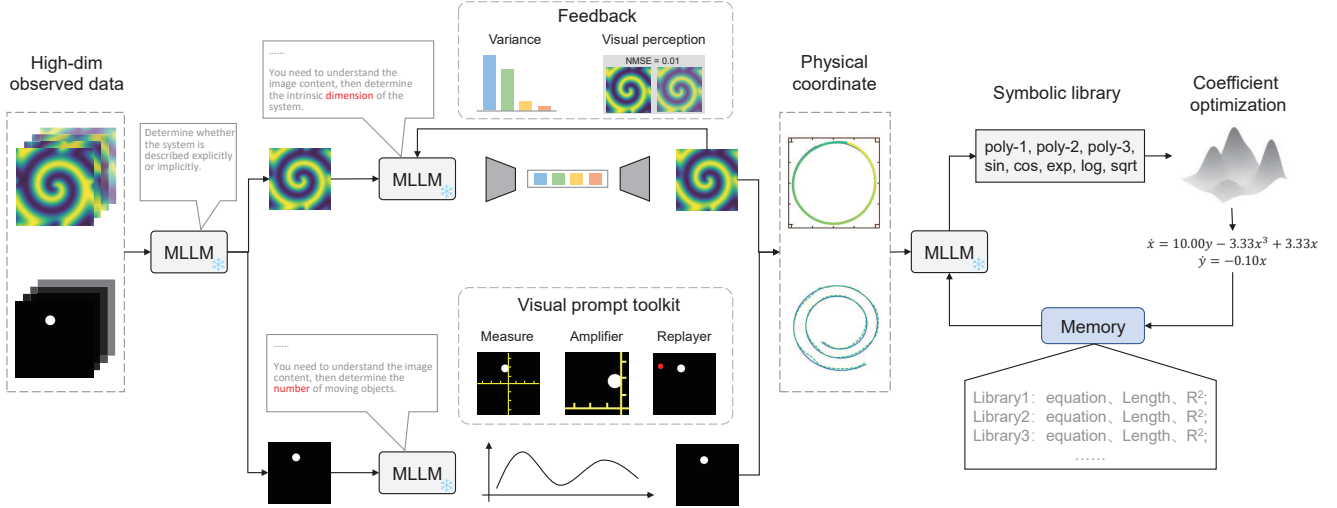 High-dim
observed data
Determine whether
the system is
described explicitly
or implicitly.
MLLM
......
You need to understand the
image content, then determine
the intrinsic dimension of the
system.
MLLM
Feedback
Variance
Visual perception
NMSE = 0.01
......
You need to understand the image
content, then determine the
number of moving objects.
MLLM
Visual prompt toolkit
Measure
Amplifier
Replayer
Physical
coordinate
MLLM
Symbolic library
poly-1, poly-2, poly-3,
sin, cos, exp, log, sqrt
Coefficient
optimization
ẋ = 10.00y − 3.33x³ + 3.33x
ẏ = −0.10x
Memory
Library1: equation、Length、R²;
Library2: equation、Length、R²;
Library3: equation、Length、R²;
......